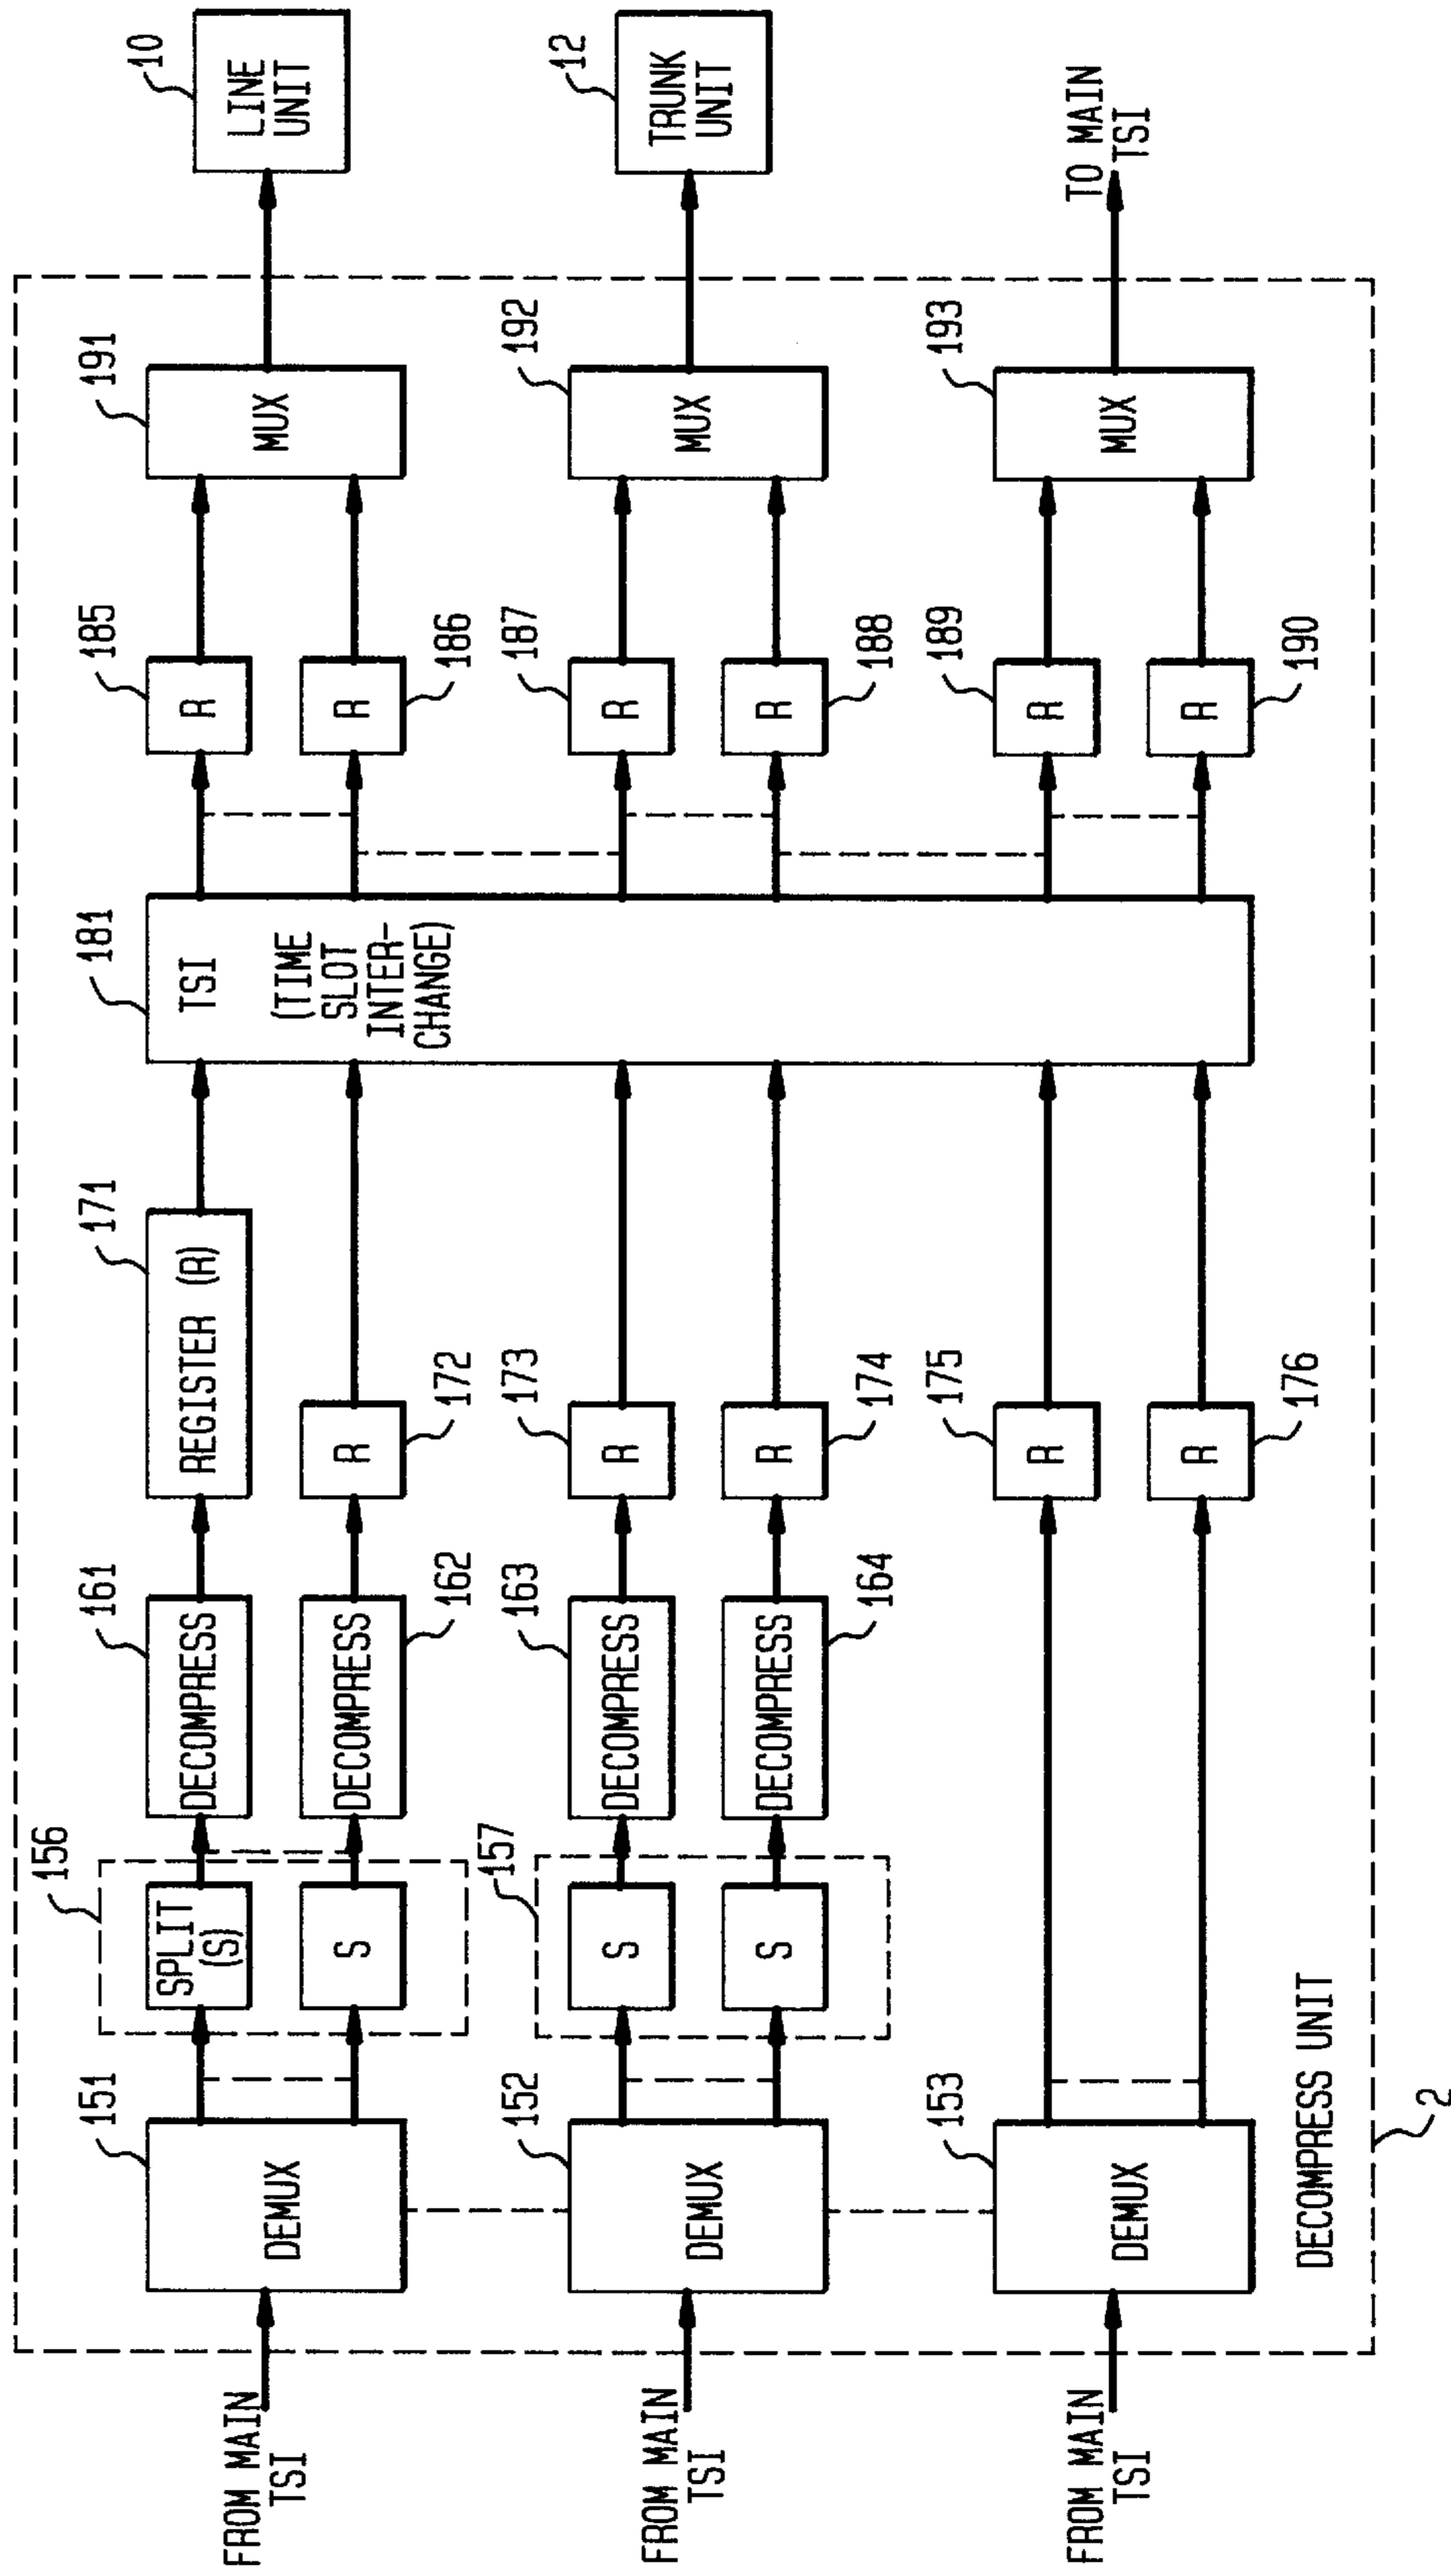 FROM MAIN
TSI
151
DEMUX
156
SPLIT
(S)
S
161
DECOMPRESS
DECOMPRESS
162
171
REGISTER (R)
R
172
181
TSI
(TIME
SLOT
INTER-
CHANGE)
185
R
R
186
191
MUX
10
LINE
UNIT
FROM MAIN
TSI
152
DEMUX
157
S
S
163
DECOMPRESS
DECOMPRESS
164
173
R
R
174
187
R
R
188
192
MUX
12
TRUNK
UNIT
FROM MAIN
TSI
153
DEMUX
175
R
R
176
189
R
R
190
193
MUX
TO MAIN
TSI
DECOMPRESS UNIT
2